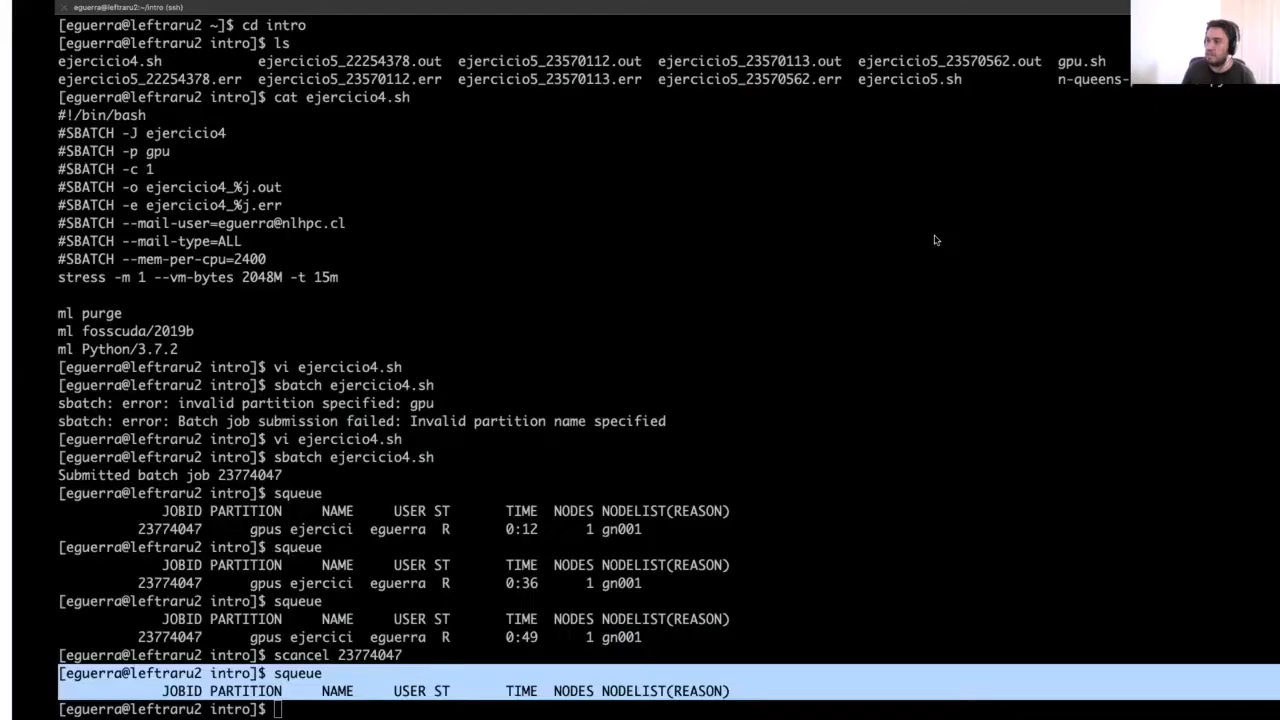 eguerra@leftraru2:~/intro (ssh)
[eguerra@leftraru2 ~]$ cd intro
[eguerra@leftraru2 intro]$ ls
ejercicio4.sh ejercicio5_22254378.out ejercicio5_23570112.out ejercicio5_23570113.out ejercicio5_23570562.out gpu.sh
ejercicio5_22254378.err ejercicio5_23570112.err ejercicio5_23570113.err ejercicio5_23570562.err ejercicio5.sh n-queens-
[eguerra@leftraru2 intro]$ cat ejercicio4.sh
#!/bin/bash
#SBATCH -J ejercicio4
#SBATCH -p gpu
#SBATCH -c 1
#SBATCH -o ejercicio4_%j.out
#SBATCH -e ejercicio4_%j.err
#SBATCH --mail-user=eguerra@nlhpc.cl
#SBATCH --mail-type=ALL
#SBATCH --mem-per-cpu=2400
stress -m 1 --vm-bytes 2048M -t 15m
ml purge
ml fosscuda/2019b
ml Python/3.7.2
[eguerra@leftraru2 intro]$ vi ejercicio4.sh
[eguerra@leftraru2 intro]$ sbatch ejercicio4.sh
sbatch: error: invalid partition specified: gpu
sbatch: error: Batch job submission failed: Invalid partition name specified
[eguerra@leftraru2 intro]$ vi ejercicio4.sh
[eguerra@leftraru2 intro]$ sbatch ejercicio4.sh
Submitted batch job 23774047
[eguerra@leftraru2 intro]$ squeue
JOBID PARTITION NAME USER ST TIME NODES NODELIST(REASON)
23774047 gpus ejercici eguerra R 0:12 1 gn001
[eguerra@leftraru2 intro]$ squeue
JOBID PARTITION NAME USER ST TIME NODES NODELIST(REASON)
23774047 gpus ejercici eguerra R 0:36 1 gn001
[eguerra@leftraru2 intro]$ squeue
JOBID PARTITION NAME USER ST TIME NODES NODELIST(REASON)
23774047 gpus ejercici eguerra R 0:49 1 gn001
[eguerra@leftraru2 intro]$ scancel 23774047
[eguerra@leftraru2 intro]$ squeue
JOBID PARTITION NAME USER ST TIME NODES NODELIST(REASON)
[eguerra@leftraru2 intro]$